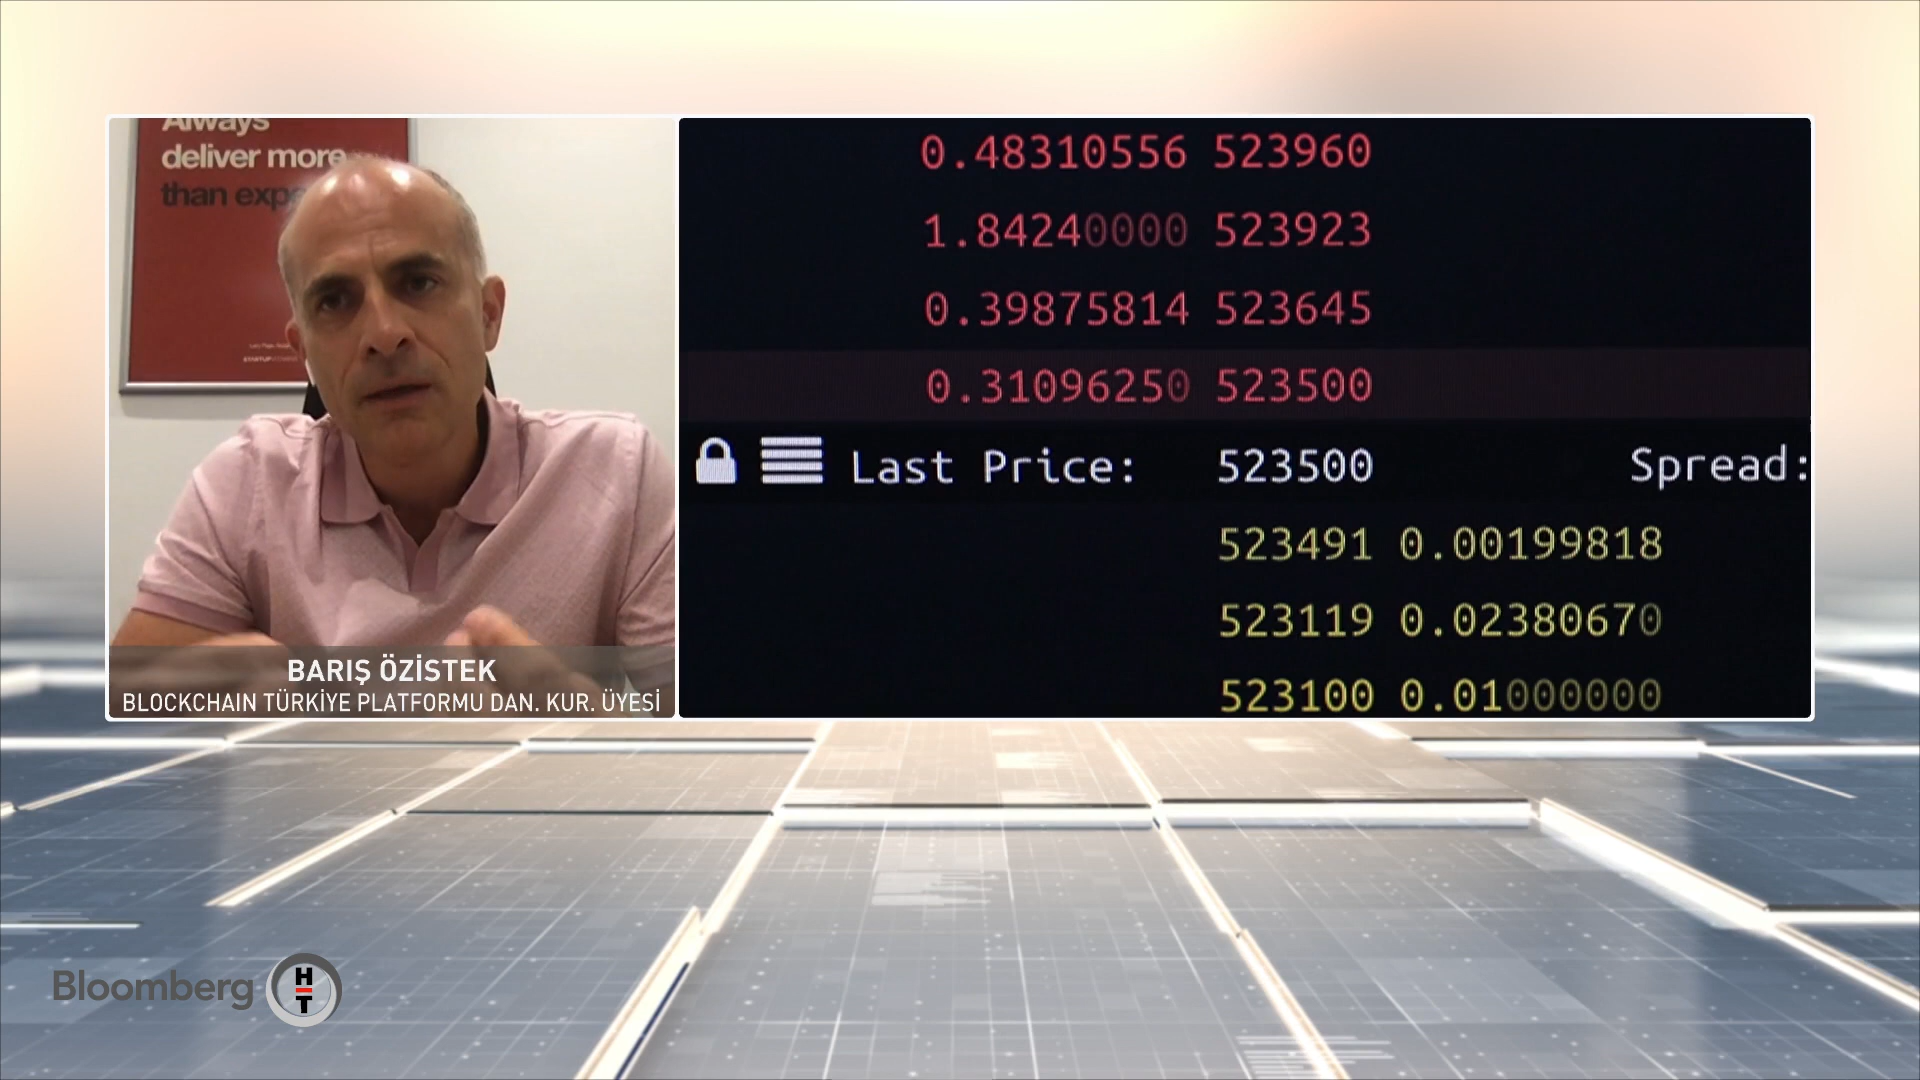 Always
deliver more
than expe
BARIŞ ÖZİSTEK
BLOCKCHAIN TÜRKİYE PLATFORMU DAN. KUR. ÜYESİ
0.48310556 523960
1.84240000 523923
0.39875814 523645
0.31096250 523500
Last Price: 523500 Spread:
523491 0.00199818
523119 0.02380670
523100 0.01000000
Bloomberg HT